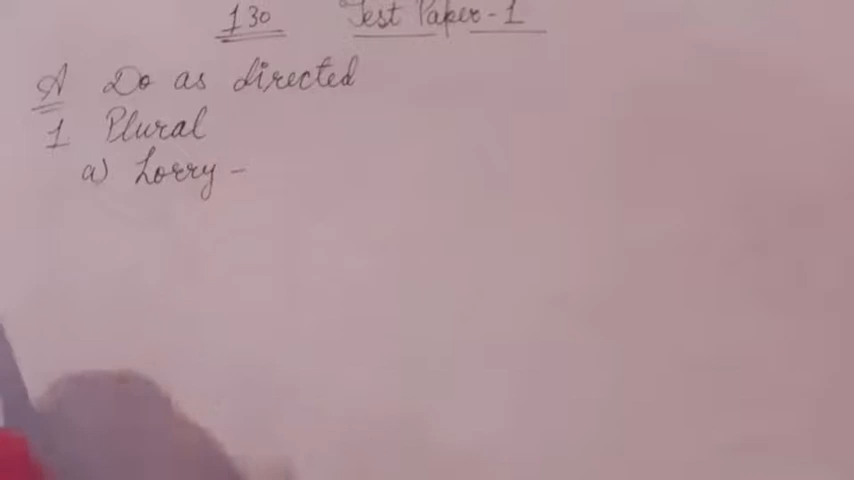 130 Test Paper - 1
A Do as directed
1 Plural
a) Lorry -